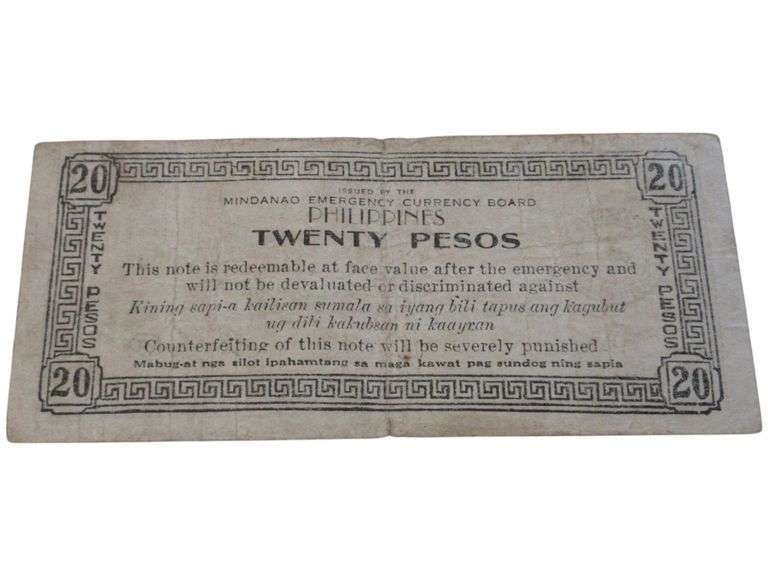 20
20
ISSUED BY THE
MINDANAO EMERGENCY CURRENCY BOARD
PHILIPPINES
TWENTY PESOS
This note is redeemable at face value after the emergency and
will not be devaluated or discriminated against
Kining sapi-a kailisan sumala sa iyang bili tapus ang kagubut
ug dili kakubsan ni kaayran
Counterfeiting of this note will be severely punished
Mabug-at nga silot ipahamtang sa maga kawat pag sundog ning sapia
TWENTY PESOS
TWENTY PESOS
20
20